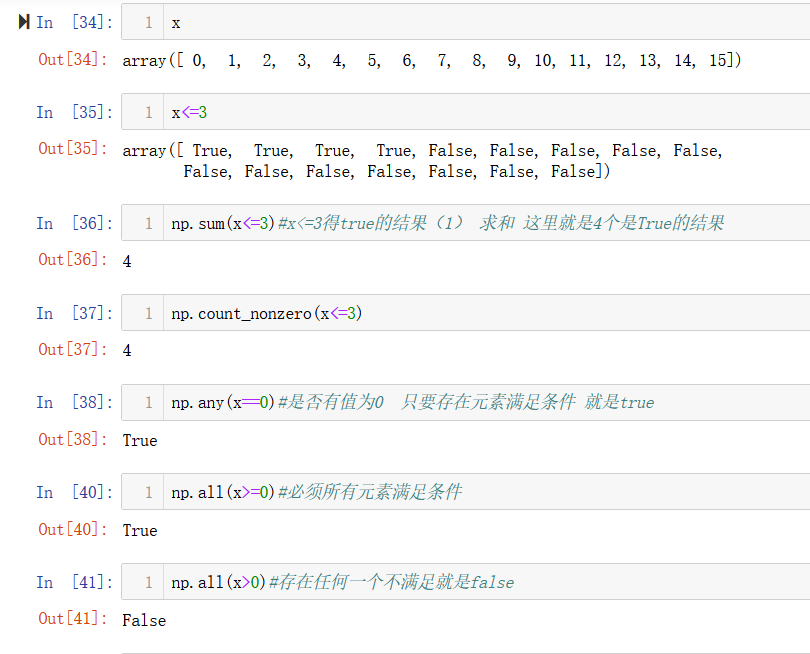 In [34]: 1 x
Out[34]: array([ 0, 1, 2, 3, 4, 5, 6, 7, 8, 9, 10, 11, 12, 13, 14, 15])
In [35]: 1 x<=3
Out[35]: array([ True, True, True, True, False, False, False, False, False,
False, False, False, False, False, False, False])
In [36]: 1 np.sum(x<=3)#x<=3得true的结果（1） 求和 这里就是4个是True的结果
Out[36]: 4
In [37]: 1 np.count_nonzero(x<=3)
Out[37]: 4
In [38]: 1 np.any(x==0)#是否有值为0 只要存在元素满足条件 就是true
Out[38]: True
In [40]: 1 np.all(x>=0)#必须所有元素满足条件
Out[40]: True
In [41]: 1 np.all(x>0)#存在任何一个不满足就是false
Out[41]: False